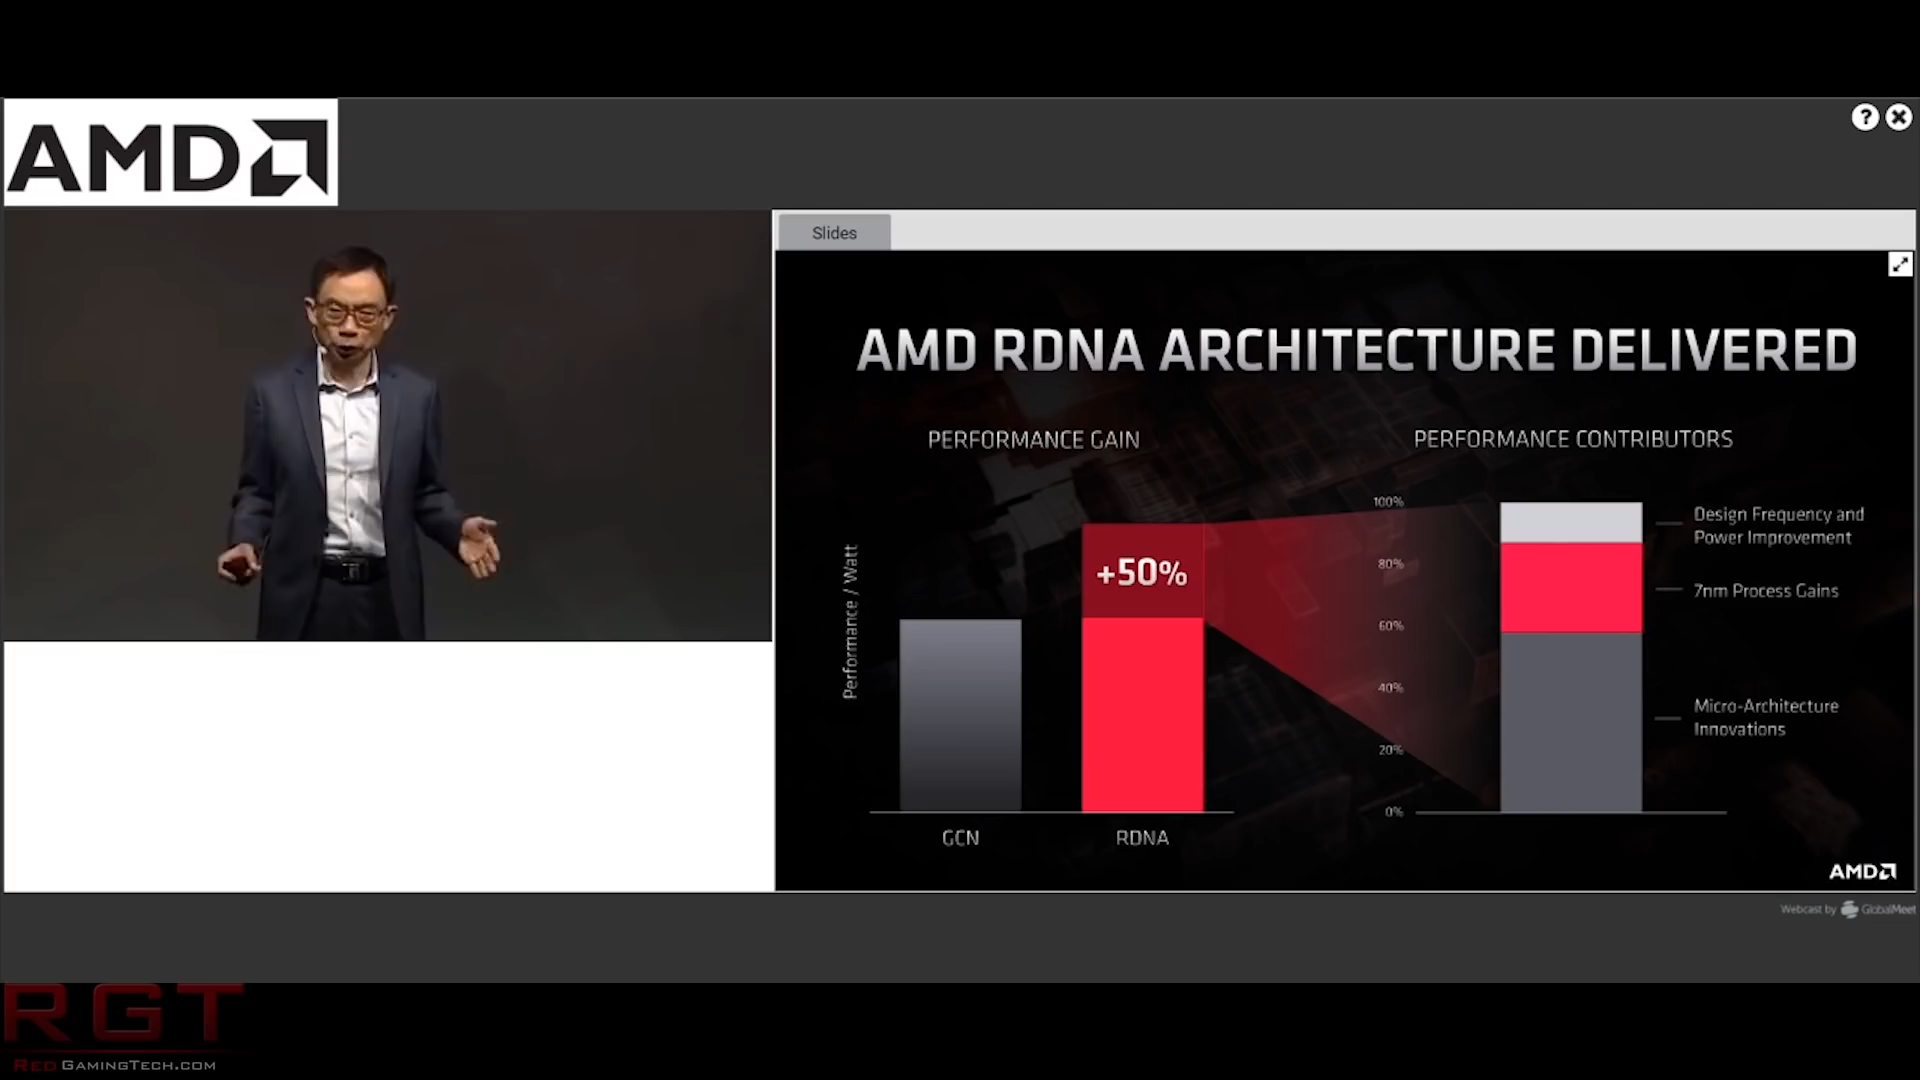 AMD
Slides
AMD RDNA ARCHITECTURE DELIVERED
PERFORMANCE GAIN
Performance / Watt
+50%
GCN
RDNA
PERFORMANCE CONTRIBUTORS
100%
80%
60%
40%
20%
0%
Design Frequency and
Power Improvement
7nm Process Gains
Micro-Architecture
Innovations
AMD
Webcast by GlobalMeet
RGT
REDGAMINGTECH.COM